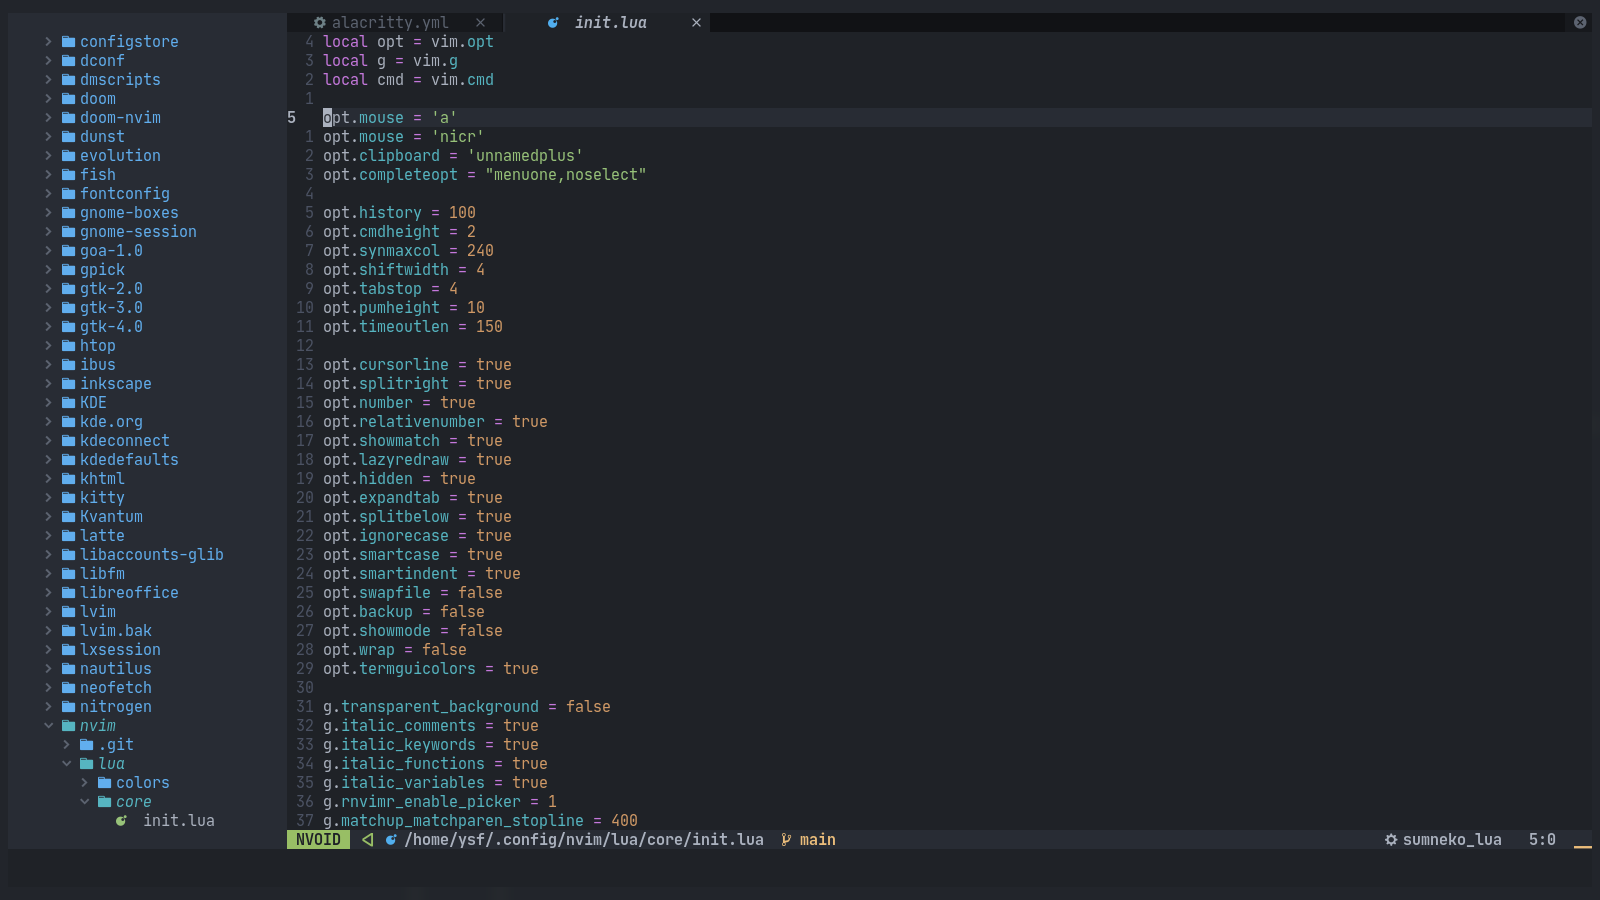 alacritty.yml init.lua
configstore
dconf
dmscripts
doom
doom-nvim
dunst
evolution
fish
fontconfig
gnome-boxes
gnome-session
goa-1.0
gpick
gtk-2.0
gtk-3.0
gtk-4.0
htop
ibus
inkscape
KDE
kde.org
kdeconnect
kdedefaults
khtml
kitty
Kvantum
latte
libaccounts-glib
libfm
libreoffice
lvim
lvim.bak
lxsession
nautilus
neofetch
nitrogen
nvim
.git
lua
colors
core
init.lua
4 local opt = vim.opt
3 local g = vim.g
2 local cmd = vim.cmd
1
5 opt.mouse = 'a'
1 opt.mouse = 'nicr'
2 opt.clipboard = 'unnamedplus'
3 opt.completeopt = "menuone,noselect"
4
5 opt.history = 100
6 opt.cmdheight = 2
7 opt.synmaxcol = 240
8 opt.shiftwidth = 4
9 opt.tabstop = 4
10 opt.pumheight = 10
11 opt.timeoutlen = 150
12
13 opt.cursorline = true
14 opt.splitright = true
15 opt.number = true
16 opt.relativenumber = true
17 opt.showmatch = true
18 opt.lazyredraw = true
19 opt.hidden = true
20 opt.expandtab = true
21 opt.splitbelow = true
22 opt.ignorecase = true
23 opt.smartcase = true
24 opt.smartindent = true
25 opt.swapfile = false
26 opt.backup = false
27 opt.showmode = false
28 opt.wrap = false
29 opt.termguicolors = true
30
31 g.transparent_background = false
32 g.italic_comments = true
33 g.italic_keywords = true
34 g.italic_functions = true
35 g.italic_variables = true
36 g.rnvimr_enable_picker = 1
37 g.matchup_matchparen_stopline = 400
NVOID /home/ysf/.config/nvim/lua/core/init.lua main sumneko_lua 5:0